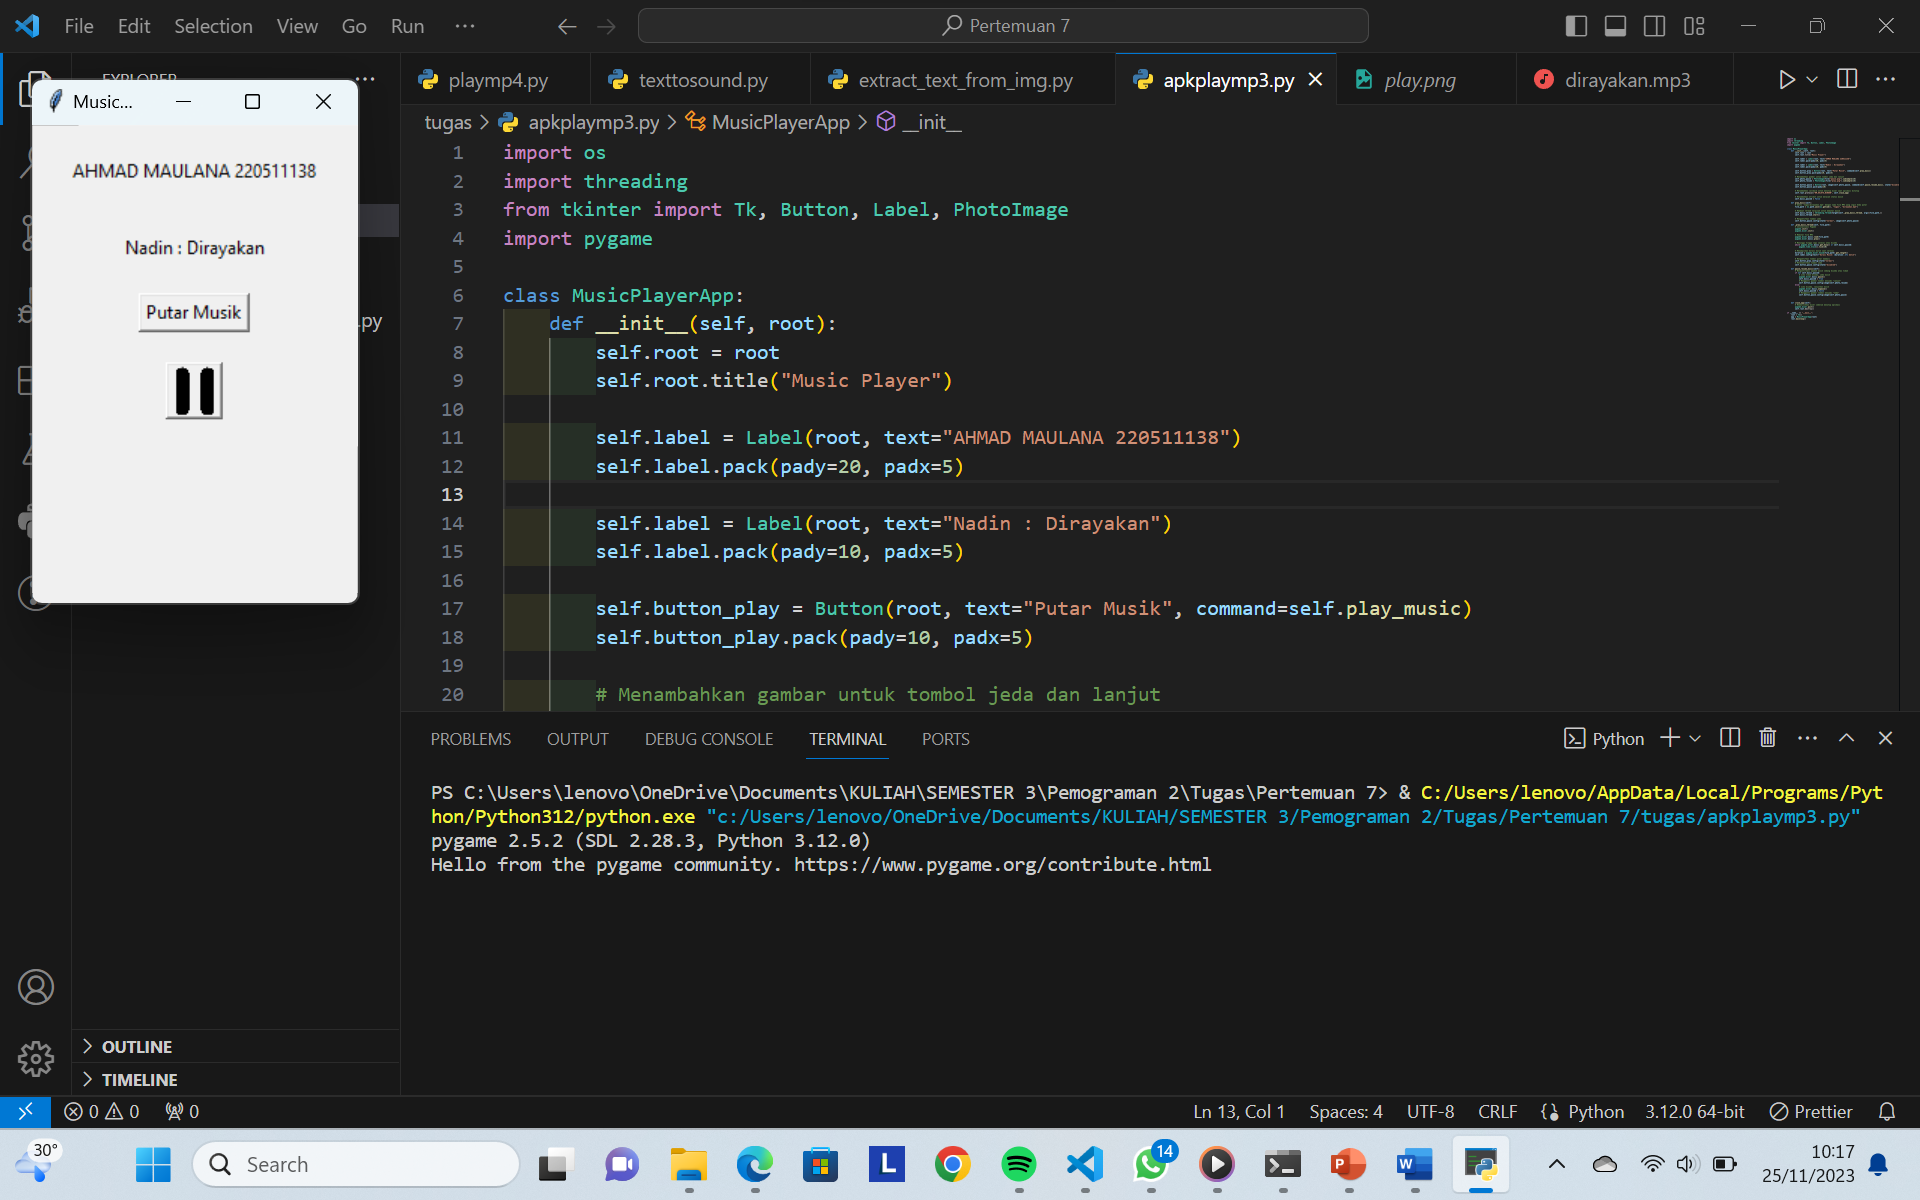 File Edit Selection View Go Run ···
Pertemuan 7
EXPLORER ···
playmp4.py
texttosound.py
extract_text_from_img.py
apkplaymp3.py
play.png
dirayakan.mp3
tugas > apkplaymp3.py > MusicPlayerApp > __init__
Music...
AHMAD MAULANA 220511138
Nadin : Dirayakan
Putar Musik
.py
1 import os
2 import threading
3 from tkinter import Tk, Button, Label, PhotoImage
4 import pygame
5
6 class MusicPlayerApp:
7 def __init__(self, root):
8 self.root = root
9 self.root.title("Music Player")
10
11 self.label = Label(root, text="AHMAD MAULANA 220511138")
12 self.label.pack(pady=20, padx=5)
13
14 self.label = Label(root, text="Nadin : Dirayakan")
15 self.label.pack(pady=10, padx=5)
16
17 self.button_play = Button(root, text="Putar Musik", command=self.play_music)
18 self.button_play.pack(pady=10, padx=5)
19
20 # Menambahkan gambar untuk tombol jeda dan lanjut
PROBLEMS OUTPUT DEBUG CONSOLE TERMINAL PORTS
Python
PS C:\Users\lenovo\OneDrive\Documents\KULIAH\SEMESTER 3\Pemograman 2\Tugas\Pertemuan 7> & C:/Users/lenovo/AppData/Local/Programs/Pyt
hon/Python312/python.exe "c:/Users/lenovo/OneDrive/Documents/KULIAH/SEMESTER 3/Pemograman 2/Tugas/Pertemuan 7/tugas/apkplaymp3.py"
pygame 2.5.2 (SDL 2.28.3, Python 3.12.0)
Hello from the pygame community. https://www.pygame.org/contribute.html
OUTLINE
TIMELINE
0 0 0
Ln 13, Col 1 Spaces: 4 UTF-8 CRLF {} Python 3.12.0 64-bit Prettier
30°
Search
L
14
P
W
10:17
25/11/2023